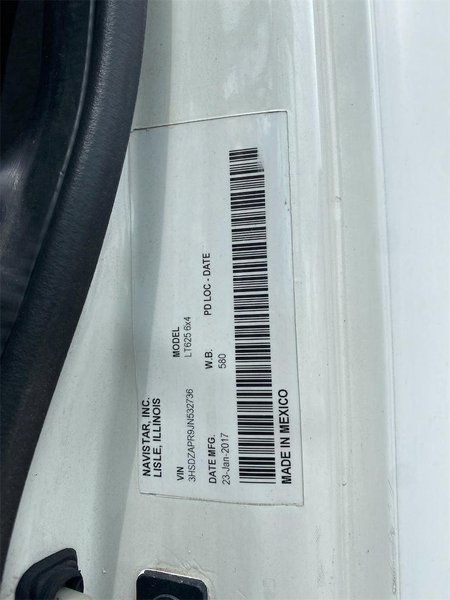 NAVISTAR, INC.
LISLE, ILLINOIS
VIN MODEL
3HSDZAPR9JN532736 LT625 6x4
DATE MFG. W.B. PD LOC - DATE
23-Jan-2017 580
MADE IN MEXICO